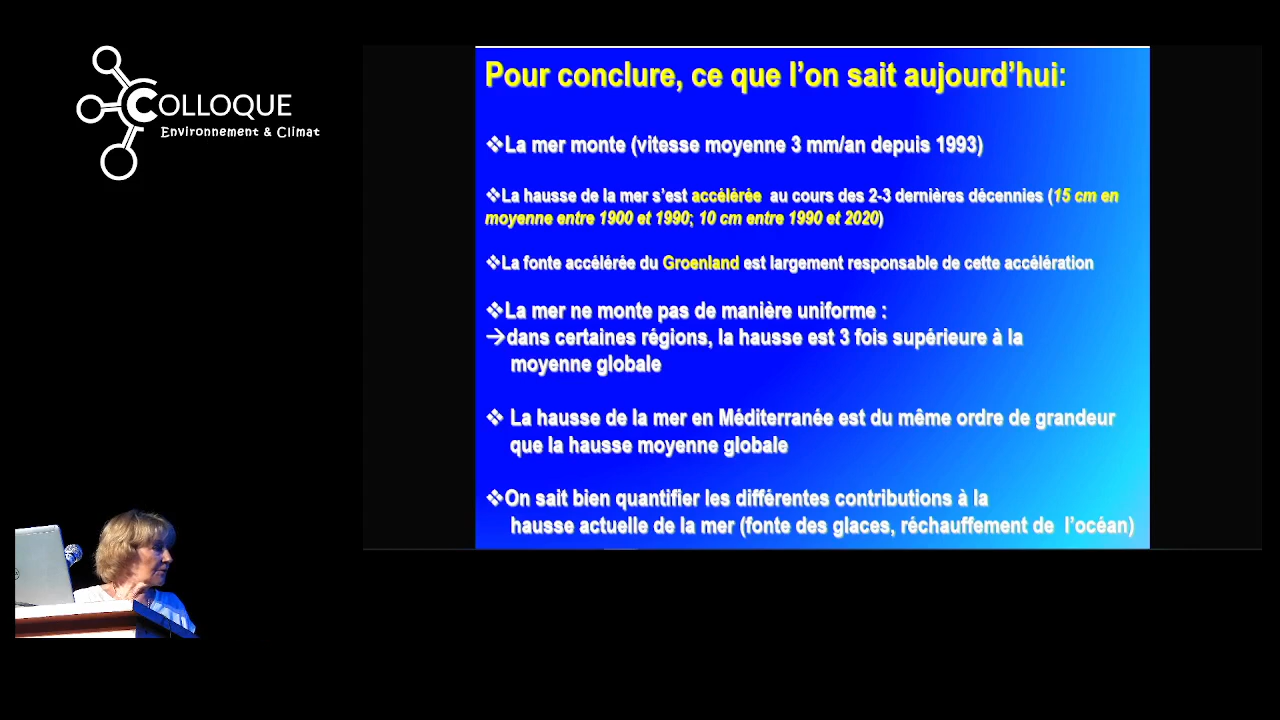 COLLOQUE
Environnement & Climat
Pour conclure, ce que l’on sait aujourd’hui:
❖La mer monte (vitesse moyenne 3 mm/an depuis 1993)
❖La hausse de la mer s’est accélérée au cours des 2-3 dernières décennies (15 cm en
moyenne entre 1900 et 1990; 10 cm entre 1990 et 2020)
❖La fonte accélérée du Groenland est largement responsable de cette accélération
❖La mer ne monte pas de manière uniforme :
→dans certaines régions, la hausse est 3 fois supérieure à la
moyenne globale
❖ La hausse de la mer en Méditerranée est du même ordre de grandeur
que la hausse moyenne globale
❖On sait bien quantifier les différentes contributions à la
hausse actuelle de la mer (fonte des glaces, réchauffement de l’océan)